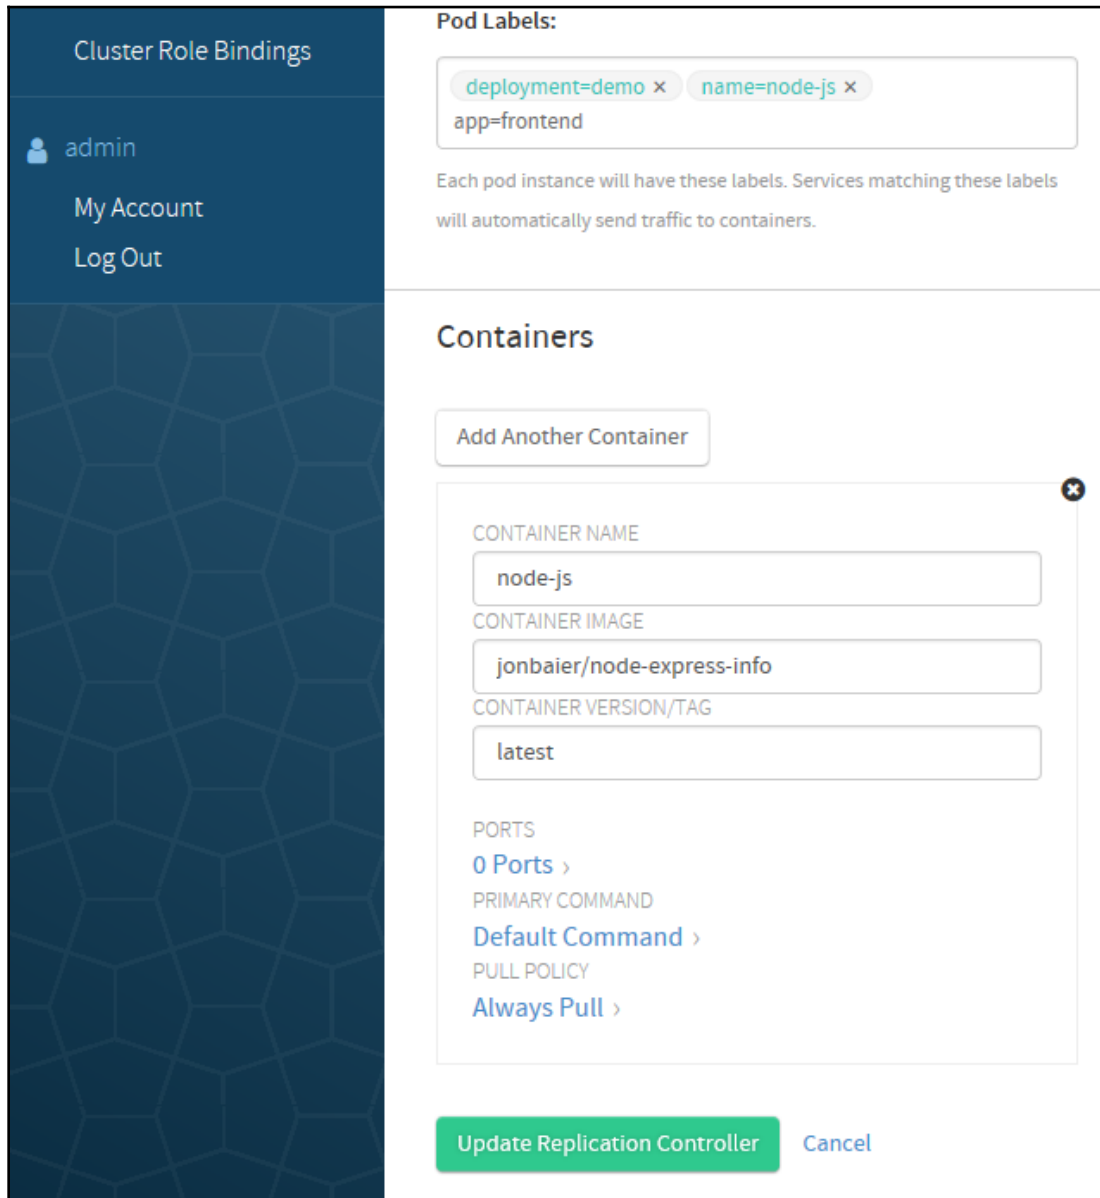 Cluster Role Bindings
admin
My Account
Log Out
Pod Labels:
deployment=demo × name=node-js ×
app=frontend
Each pod instance will have these labels. Services matching these labels
will automatically send traffic to containers.
Containers
Add Another Container
CONTAINER NAME
node-js
CONTAINER IMAGE
jonbaier/node-express-info
CONTAINER VERSION/TAG
latest
PORTS
0 Ports ›
PRIMARY COMMAND
Default Command ›
PULL POLICY
Always Pull ›
Update Replication Controller Cancel